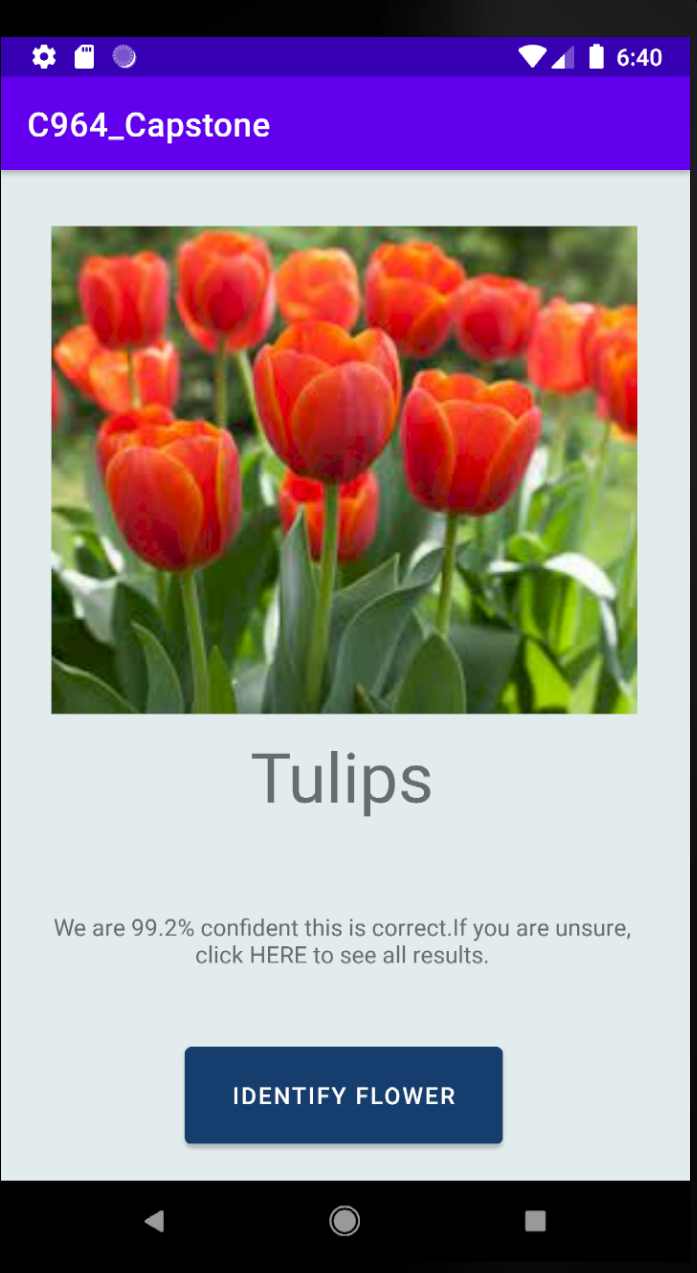 6:40
C964_Capstone
Tulips
We are 99.2% confident this is correct.If you are unsure,
click HERE to see all results.
IDENTIFY FLOWER